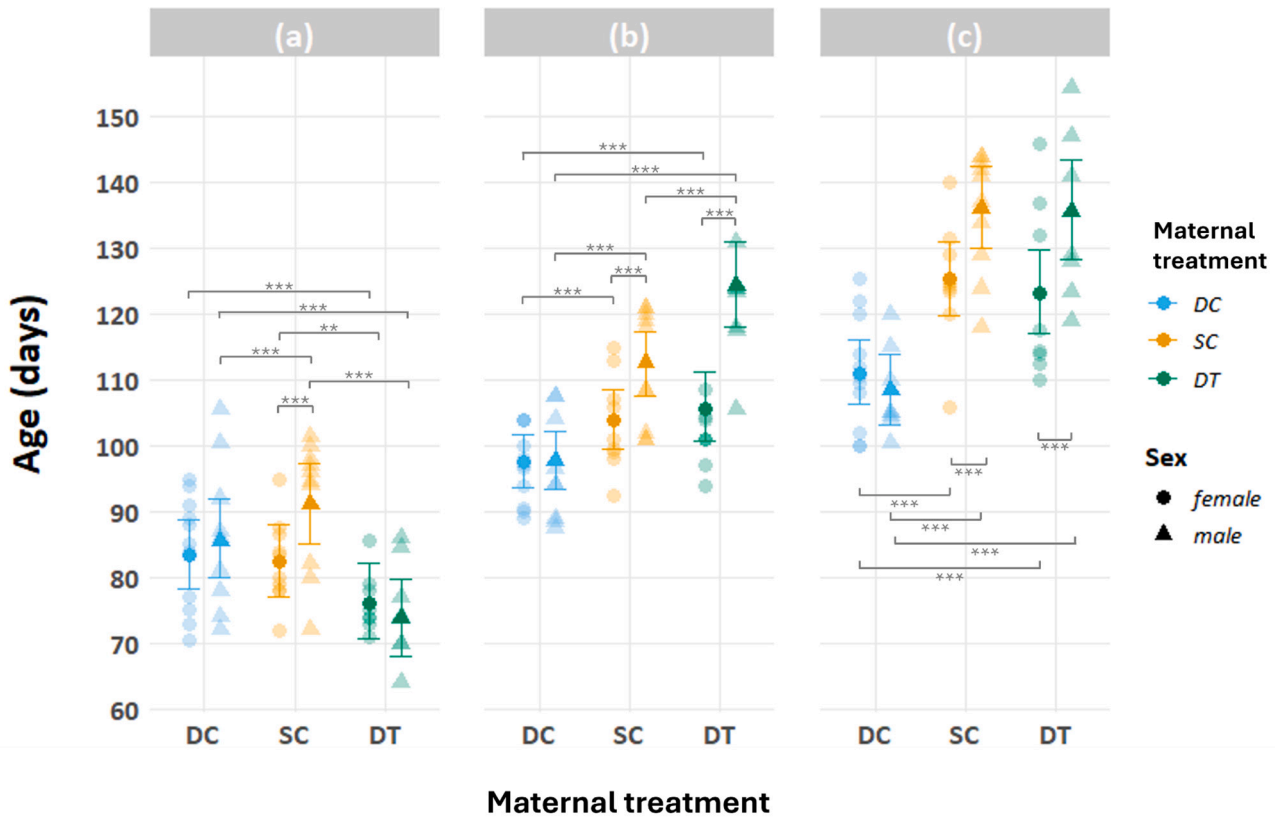 (a) (b) (c)
150
140
130
120
110
100
90
80
70
60
Age (days)
*** *** ** *** *** ***
*** *** *** *** *** *** ***
*** *** *** *** *** ***
DC SC DT DC SC DT DC SC DT
Maternal treatment
Maternal
treatment
DC
SC
DT
Sex
female
male